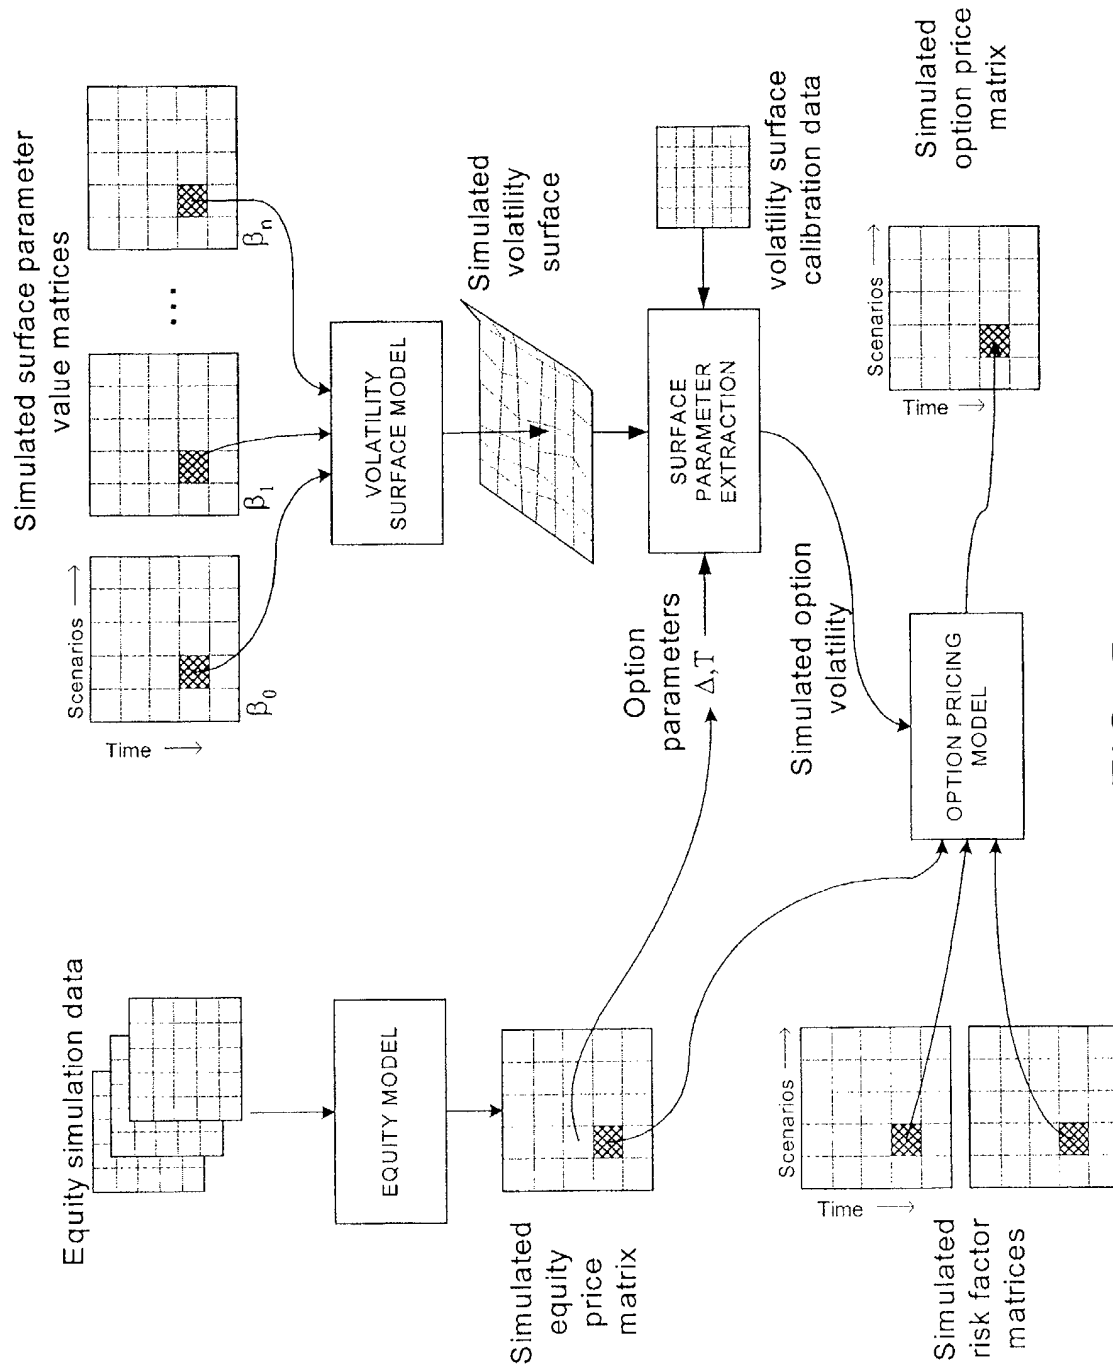 Equity simulation data
Simulated surface parameter
value matrices
Scenarios
Time
β0
β1
...
βn
EQUITY MODEL
VOLATILITY
SURFACE MODEL
Simulated
volatility
surface
Simulated
equity
price
matrix
Option
parameters
Δ,T
SURFACE
PARAMETER
EXTRACTION
volatility surface
calibration data
Simulated option
volatility
Scenarios
Time
Simulated
risk factor
matrices
OPTION PRICING
MODEL
Scenarios
Time
Simulated
option price
matrix